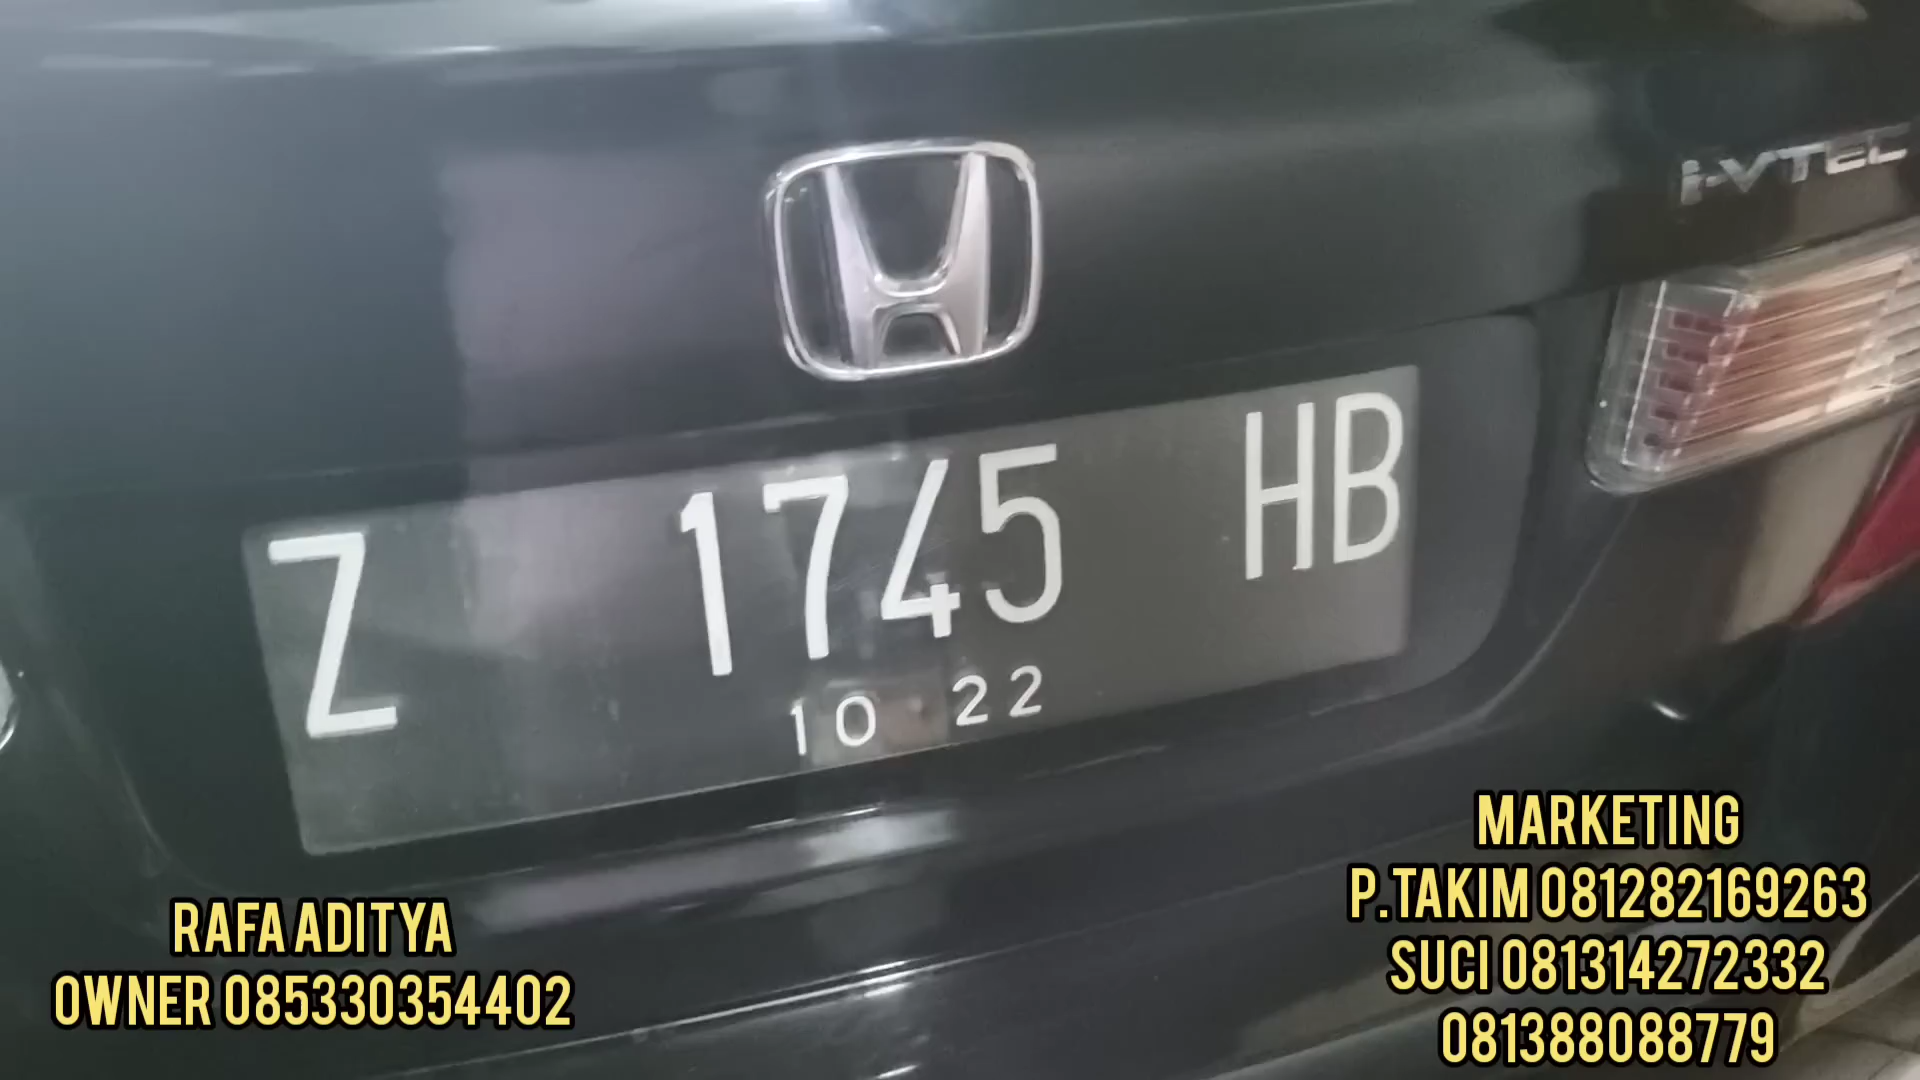 i-VTEC
Z 1745 HB
10 22
RAFA ADITYA
OWNER 085330354402
MARKETING
P.TAKIM 081282169263
SUCI 081314272332
081388088779